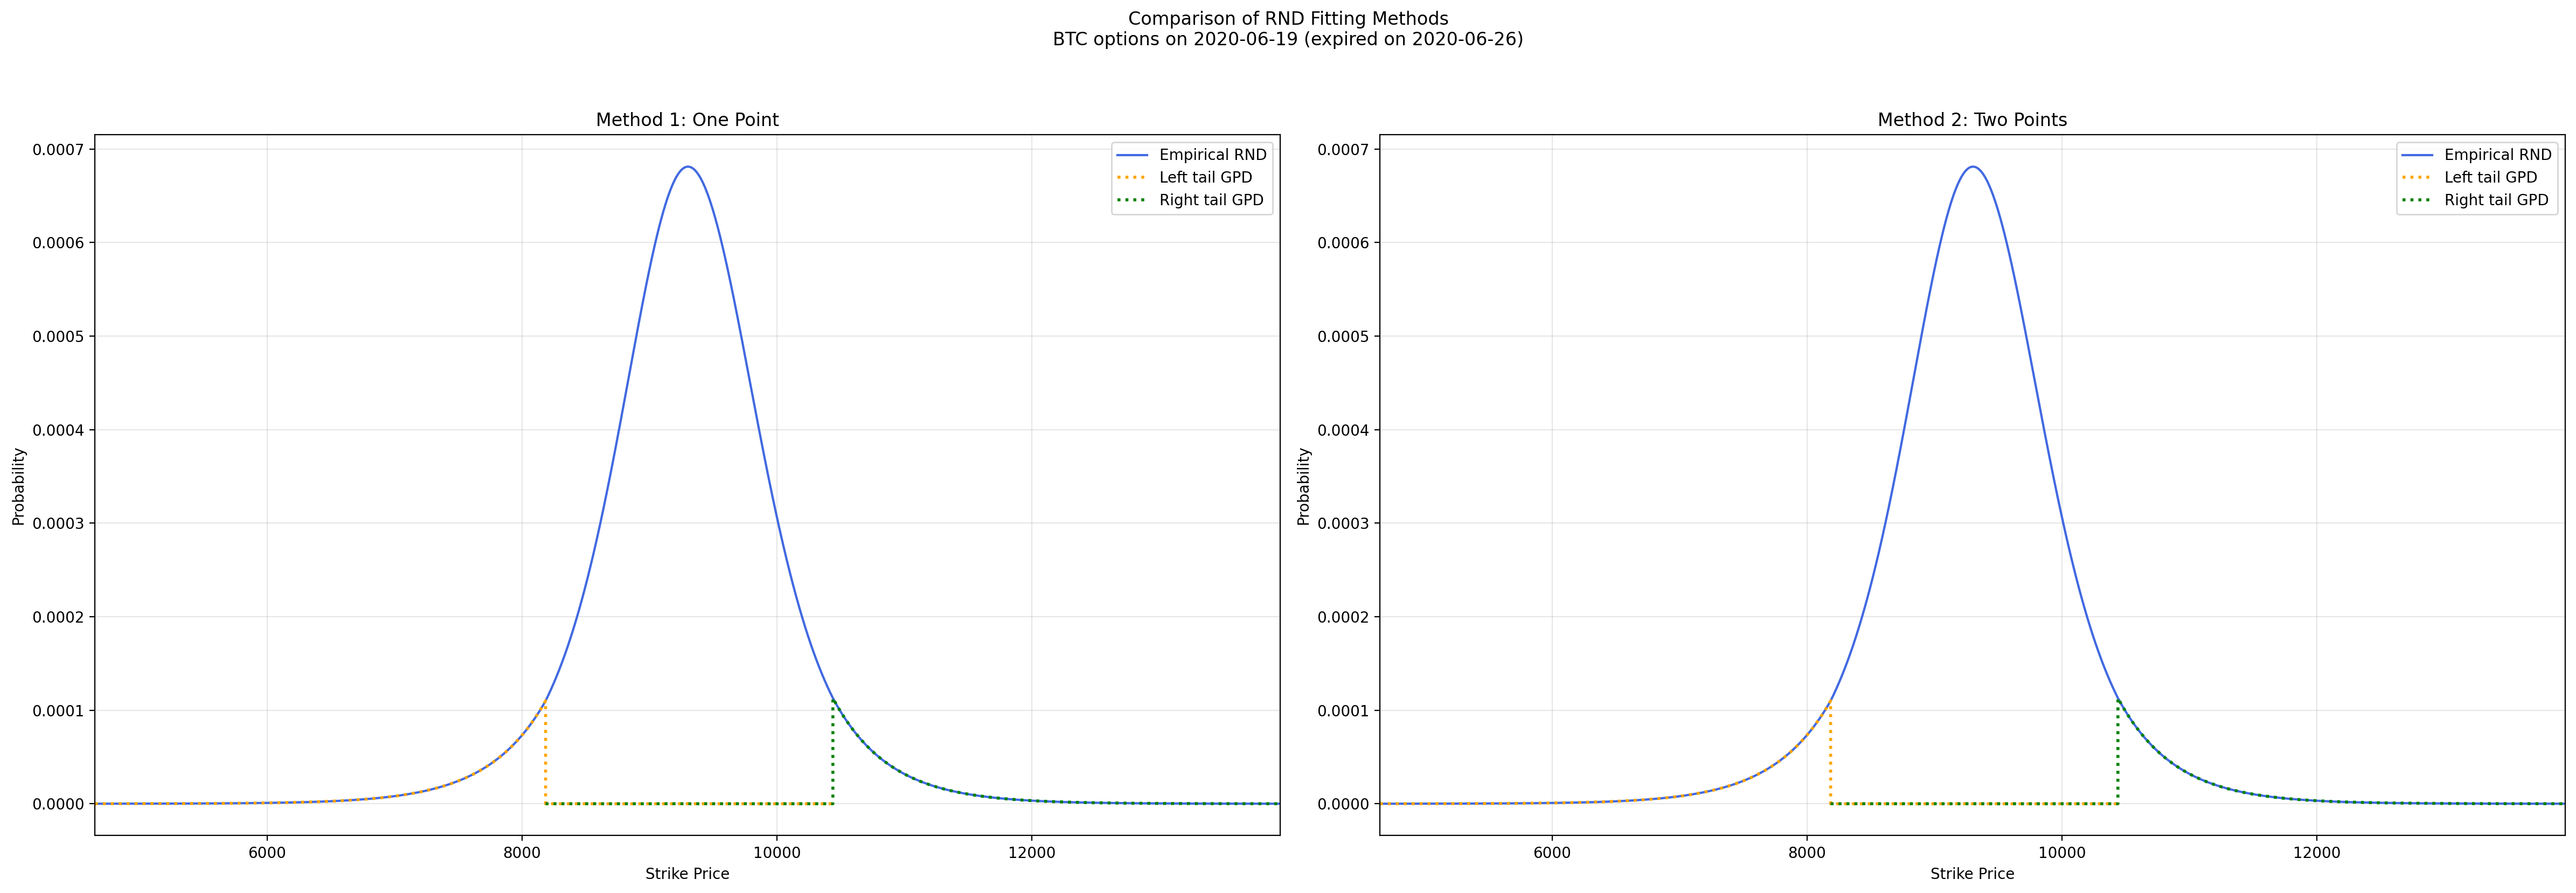 Comparison of RND Fitting Methods
BTC options on 2020-06-19 (expired on 2020-06-26)
Method 1: One Point
0.0007
0.0006
0.0005
0.0004
0.0003
0.0002
0.0001
0.0000
Probability
6000
8000
10000
12000
Strike Price
Empirical RND
Left tail GPD
Right tail GPD
Method 2: Two Points
0.0007
0.0006
0.0005
0.0004
0.0003
0.0002
0.0001
0.0000
Probability
6000
8000
10000
12000
Strike Price
Empirical RND
Left tail GPD
Right tail GPD